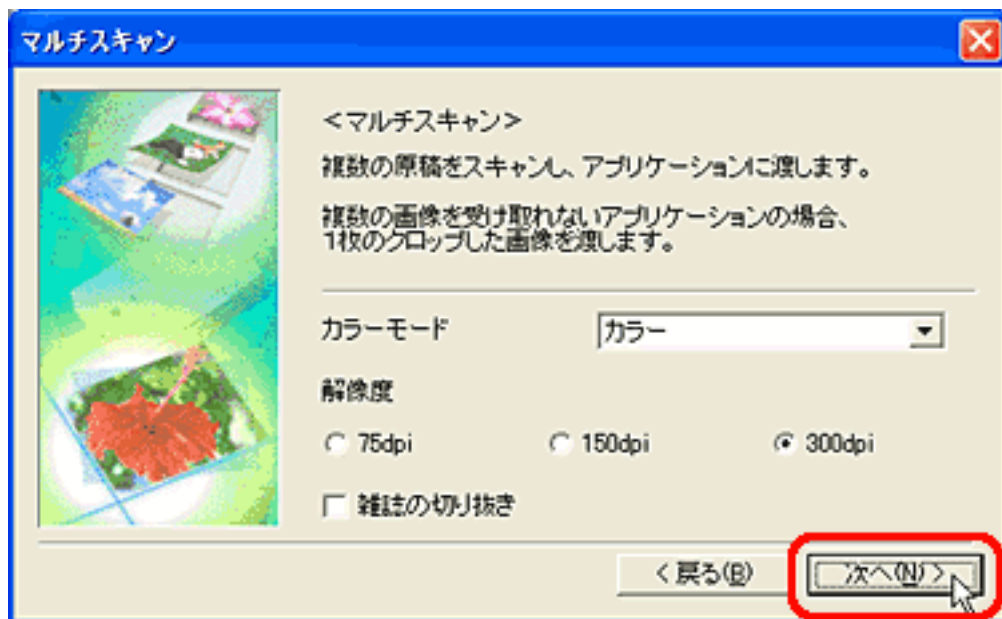 マルチスキャン
<マルチスキャン>
複数の原稿をスキャンし、アプリケーションに渡します。
複数の画像を受け取れないアプリケーションの場合、
1枚のクロップした画像を渡します。
カラーモード カラー
解像度
75dpi 150dpi 300dpi
雑誌の切り抜き
< 戻る(B) 次へ(N) >